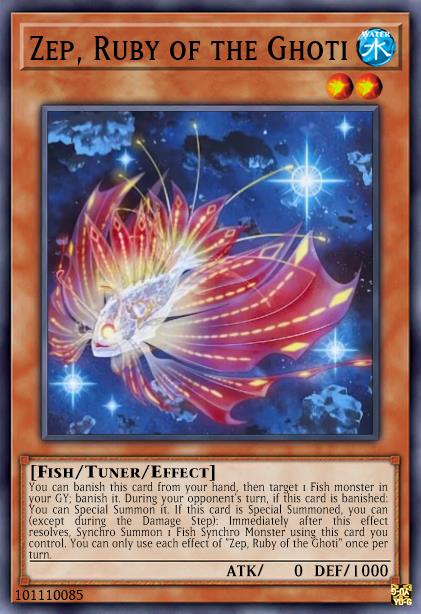 Zep, Ruby of the Ghoti
WATER
水
[Fish/Tuner/Effect]
You can banish this card from your hand, then target 1 Fish monster in
your GY; banish it. During your opponent's turn, if this card is banished:
You can Special Summon it. If this card is Special Summoned, you can
(except during the Damage Step): Immediately after this effect
resolves, Synchro Summon 1 Fish Synchro Monster using this card you
control. You can only use each effect of "Zep, Ruby of the Ghoti" once per
turn.
ATK/ 0 DEF/1000
101110085